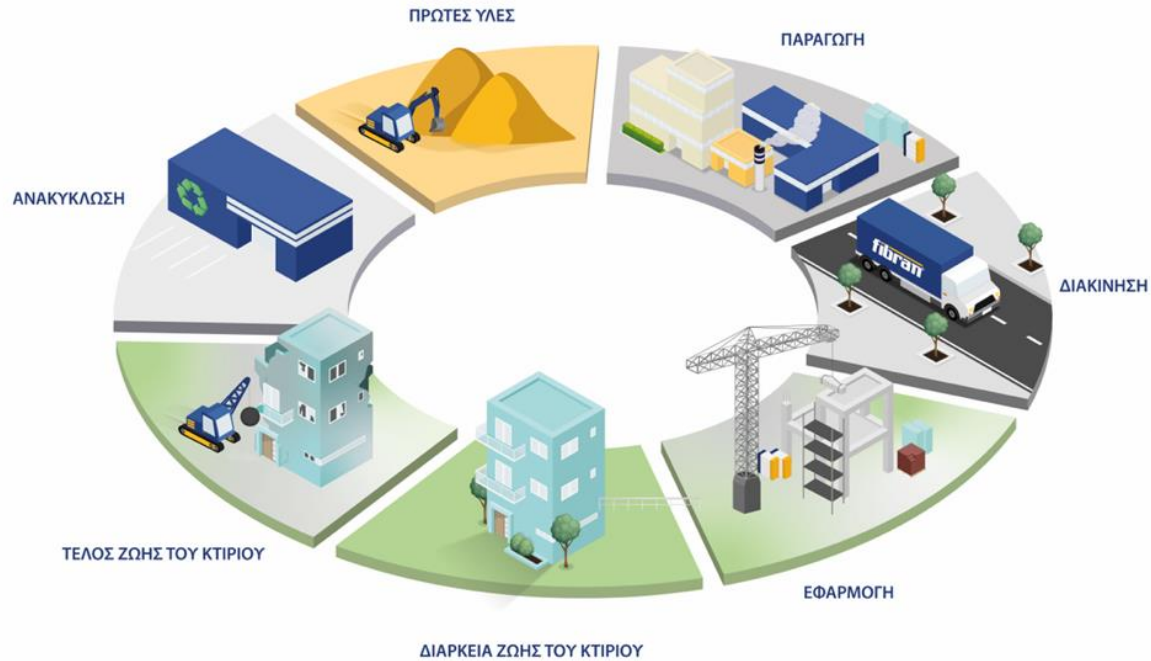 ΠΡΩΤΕΣ ΥΛΕΣ
ΠΑΡΑΓΩΓΗ
ΑΝΑΚΥΚΛΩΣΗ
fibran
ΔΙΑΚΙΝΗΣΗ
ΤΕΛΟΣ ΖΩΗΣ ΤΟΥ ΚΤΙΡΙΟΥ
ΕΦΑΡΜΟΓΗ
ΔΙΑΡΚΕΙΑ ΖΩΗΣ ΤΟΥ ΚΤΙΡΙΟΥ